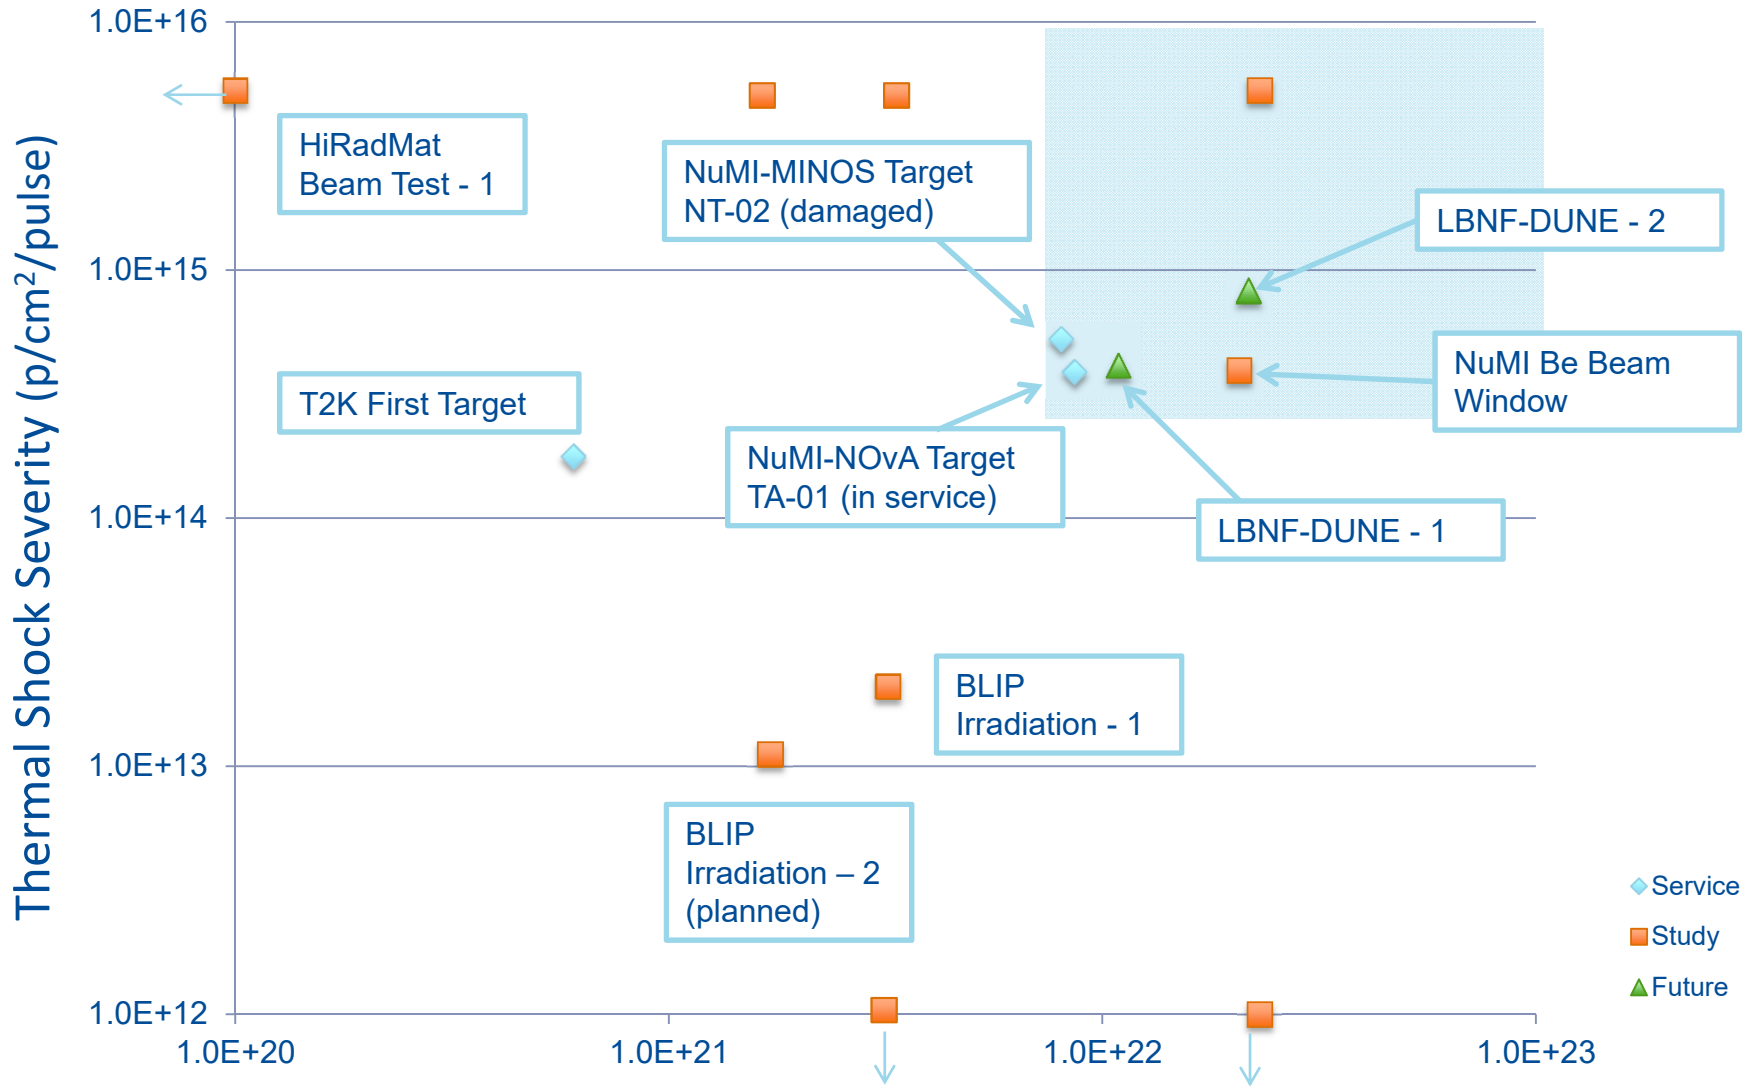 Thermal Shock Severity (p/cm²/pulse)
1.0E+16
1.0E+15
1.0E+14
1.0E+13
1.0E+12
1.0E+20
1.0E+21
1.0E+22
1.0E+23
HiRadMat
Beam Test - 1
NuMI-MINOS Target
NT-02 (damaged)
LBNF-DUNE - 2
NuMI Be Beam
Window
T2K First Target
NuMI-NOvA Target
TA-01 (in service)
LBNF-DUNE - 1
BLIP
Irradiation - 1
BLIP
Irradiation – 2
(planned)
Service
Study
Future